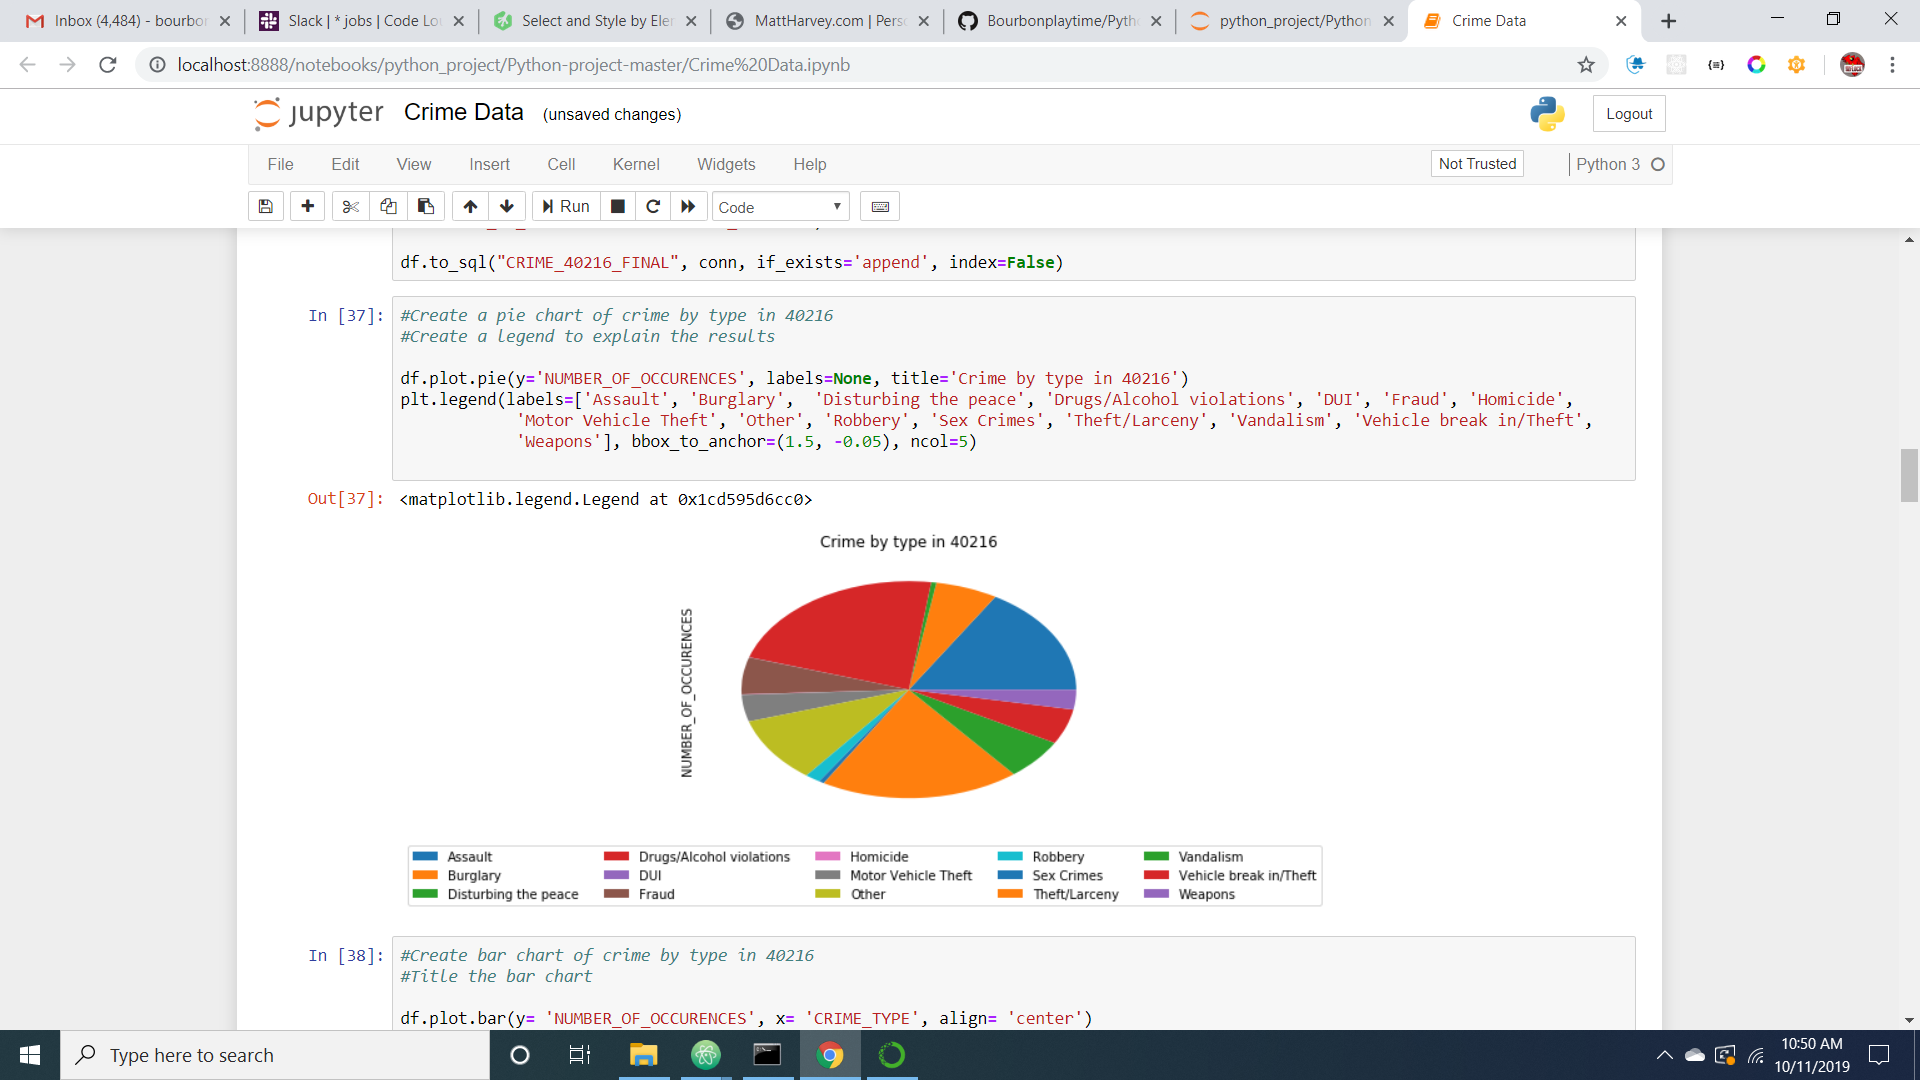 Inbox (4,484) - bourbon
Slack | * jobs | Code Lou
Select and Style by Ele
MattHarvey.com | Perso
Bourbonplaytime/Pytho
python_project/Python
Crime Data
localhost:8888/notebooks/python_project/Python-project-master/Crime%20Data.ipynb
jupyter Crime Data (unsaved changes)
Logout
File Edit View Insert Cell Kernel Widgets Help
Not Trusted
Python 3
Run
Code
df.to_sql("CRIME_40216_FINAL", conn, if_exists='append', index=False)
In [37]:
#Create a pie chart of crime by type in 40216
#Create a legend to explain the results
df.plot.pie(y='NUMBER_OF_OCCURENCES', labels=None, title='Crime by type in 40216')
plt.legend(labels=['Assault', 'Burglary',  'Disturbing the peace', 'Drugs/Alcohol violations', 'DUI', 'Fraud', 'Homicide',
'Motor Vehicle Theft', 'Other', 'Robbery', 'Sex Crimes', 'Theft/Larceny', 'Vandalism', 'Vehicle break in/Theft',
'Weapons'], bbox_to_anchor=(1.5, -0.05), ncol=5)
Out[37]: <matplotlib.legend.Legend at 0x1cd595d6cc0>
Crime by type in 40216
NUMBER_OF_OCCURENCES
Assault
Burglary
Disturbing the peace
Drugs/Alcohol violations
DUI
Fraud
Homicide
Motor Vehicle Theft
Other
Robbery
Sex Crimes
Theft/Larceny
Vandalism
Vehicle break in/Theft
Weapons
In [38]:
#Create bar chart of crime by type in 40216
#Title the bar chart
df.plot.bar(y= 'NUMBER_OF_OCCURENCES', x= 'CRIME_TYPE', align= 'center')
Type here to search
10:50 AM
10/11/2019